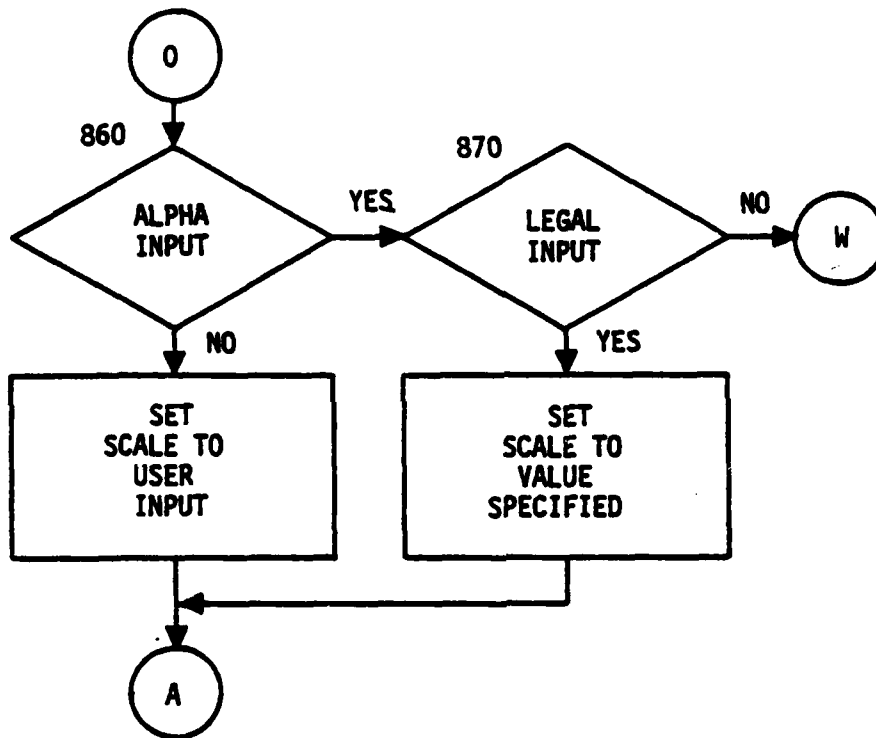 O
860
ALPHA
INPUT
YES
870
LEGAL
INPUT
NO
W
NO
SET
SCALE TO
USER
INPUT
YES
SET
SCALE TO
VALUE
SPECIFIED
A